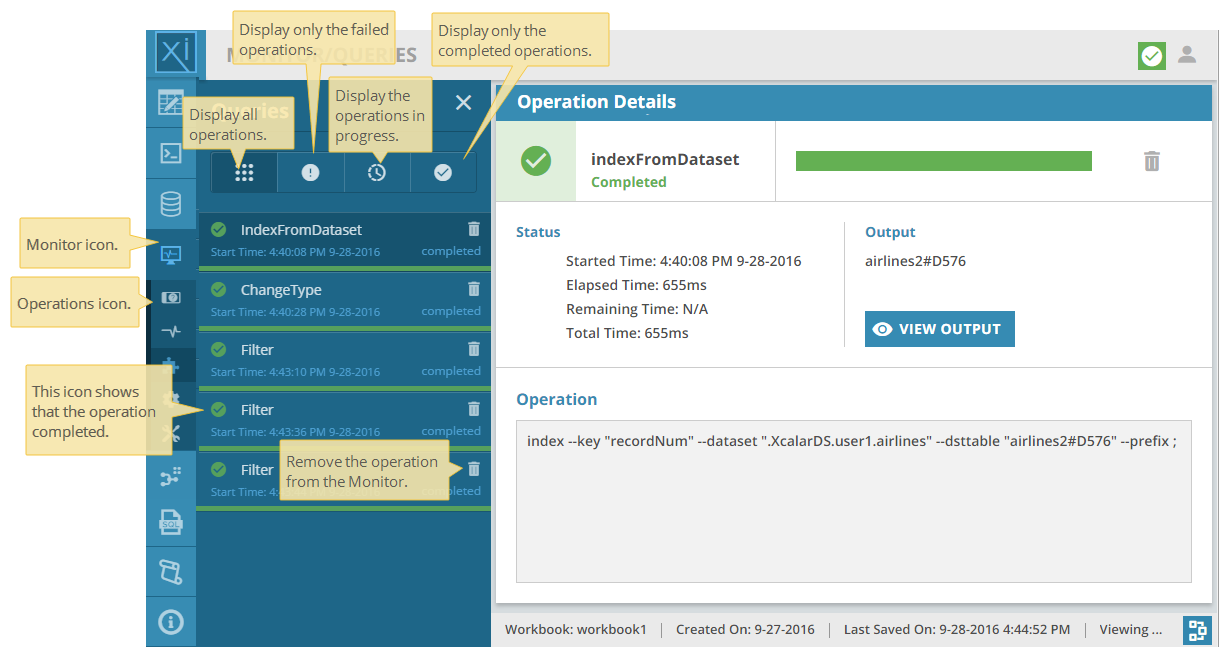 Display only the failed
operations.
Display only the
completed operations.
Xi
MONITOR/QUERIES
Queries
Display all
operations.
Display the
operations in
progress.
Monitor icon.
Operations icon.
This icon shows
that the operation
completed.
IndexFromDataset
Start Time: 4:40:08 PM 9-28-2016 completed
ChangeType
Start Time: 4:40:28 PM 9-28-2016 completed
Filter
Start Time: 4:43:10 PM 9-28-2016 completed
Filter
Start Time: 4:43:36 PM 9-28-2016 completed
Filter
Start Time: completed
Remove the operation
from the Monitor.
SQL
Operation Details
indexFromDataset
Completed
Status
Started Time: 4:40:08 PM 9-28-2016
Elapsed Time: 655ms
Remaining Time: N/A
Total Time: 655ms
Output
airlines2#D576
VIEW OUTPUT
Operation
index --key "recordNum" --dataset ".XcalarDS.user1.airlines" --dsttable "airlines2#D576" --prefix ;
Workbook: workbook1 | Created On: 9-27-2016 | Last Saved On: 9-28-2016 4:44:52 PM | Viewing ...